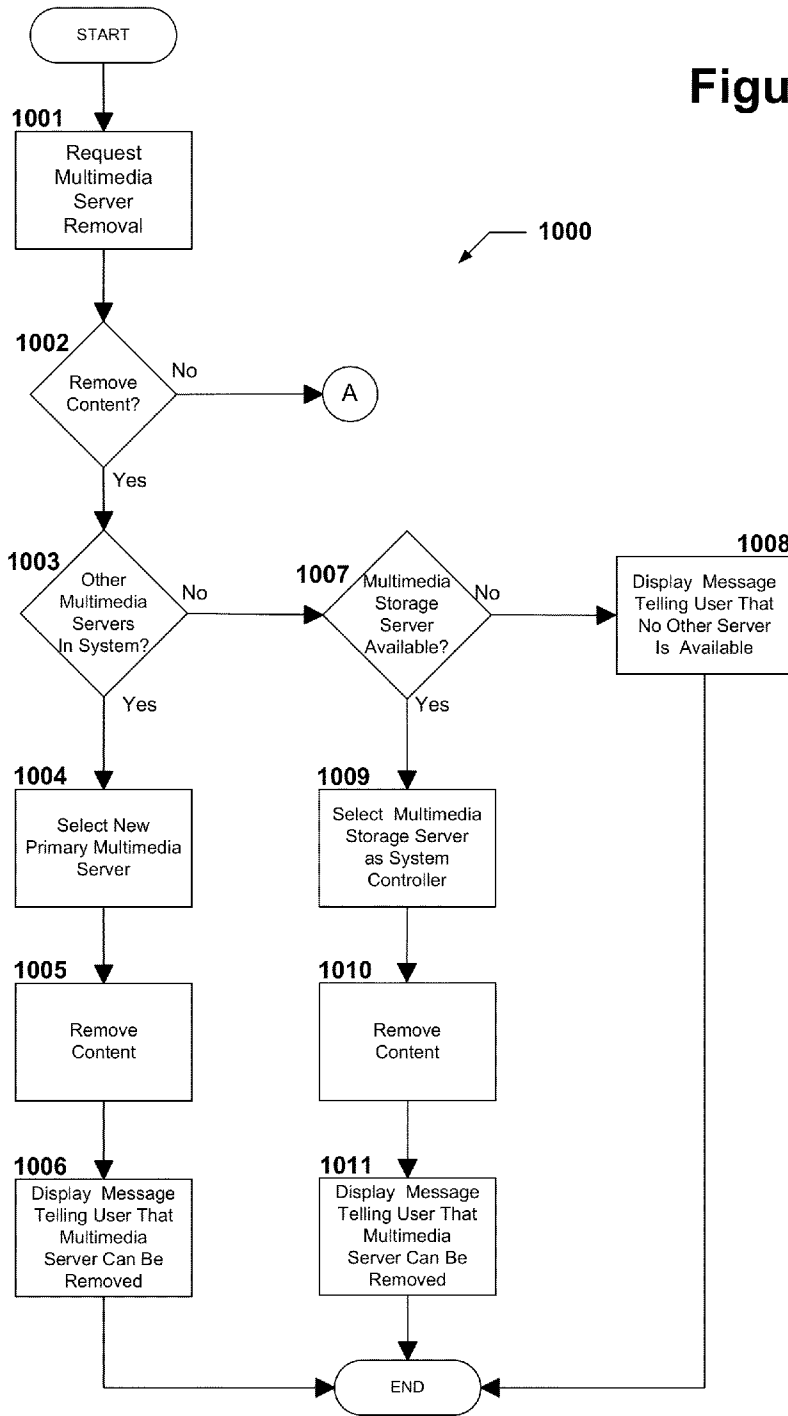 START
Figu
1001
Request
Multimedia
Server
Removal
1000
1002
Remove
Content?
No
A
Yes
1003
Other
Multimedia
Servers
In System?
No
1007
Multimedia
Storage
Server
Available?
No
1008
Display Message
Telling User That
No Other Server
Is Available
Yes
Yes
1004
Select New
Primary Multimedia
Server
1009
Select Multimedia
Storage Server
as System
Controller
1005
Remove
Content
1010
Remove
Content
1006
Display Message
Telling User That
Multimedia
Server Can Be
Removed
1011
Display Message
Telling User That
Multimedia
Server Can Be
Removed
END